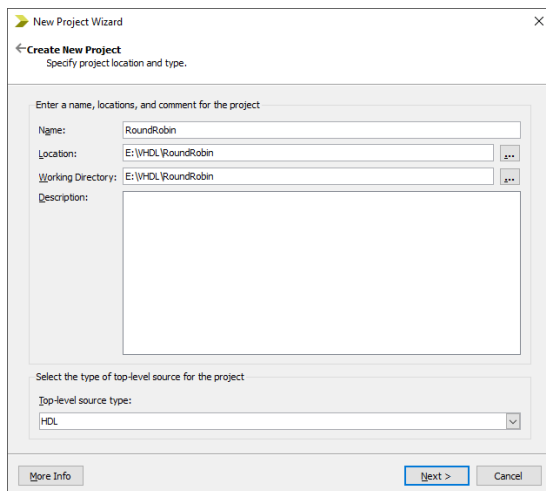 New Project Wizard
Create New Project
Specify project location and type.
Enter a name, locations, and comment for the project
Name: RoundRobin
Location: E:\VHDL\RoundRobin ...
Working Directory: E:\VHDL\RoundRobin ...
Description:
Select the type of top-level source for the project
Top-level source type:
HDL
More Info Next > Cancel